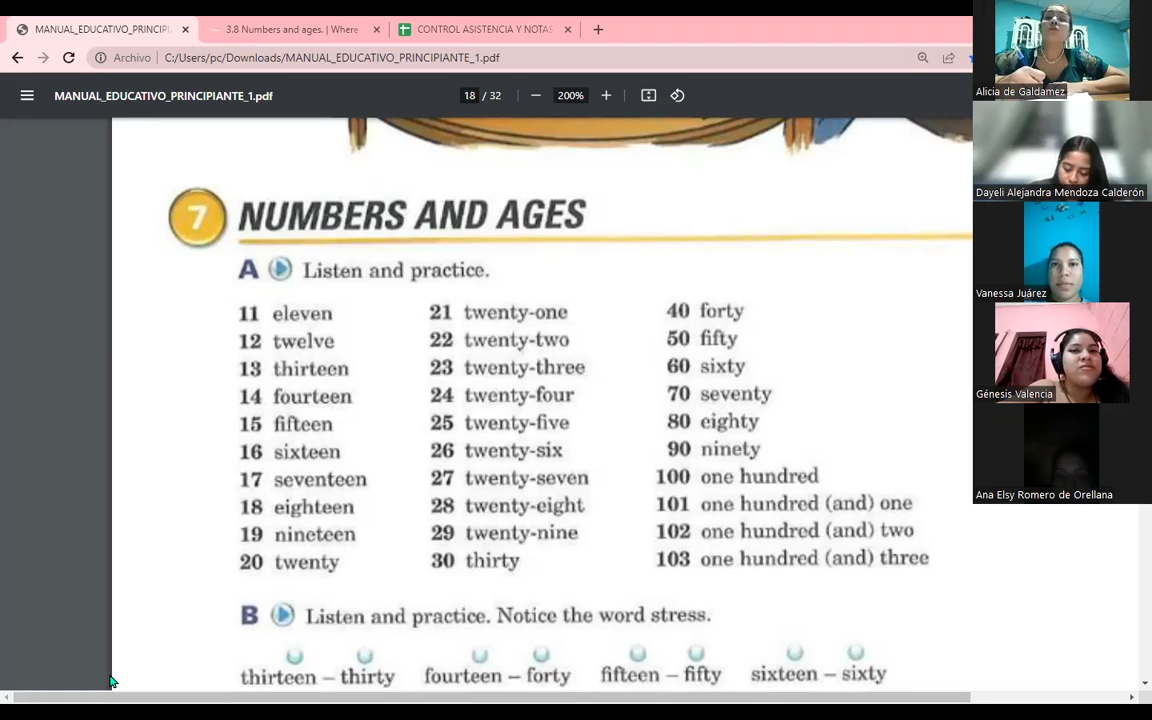 MANUAL_EDUCATIVO_PRINCIPI
3.8 Numbers and ages. | Where
CONTROL ASISTENCIA Y NOTAS
Archivo
C:/Users/pc/Downloads/MANUAL_EDUCATIVO_PRINCIPIANTE_1.pdf
MANUAL_EDUCATIVO_PRINCIPIANTE_1.pdf
18 / 32
200%
7 NUMBERS AND AGES
A Listen and practice.
11 eleven
12 twelve
13 thirteen
14 fourteen
15 fifteen
16 sixteen
17 seventeen
18 eighteen
19 nineteen
20 twenty
21 twenty-one
22 twenty-two
23 twenty-three
24 twenty-four
25 twenty-five
26 twenty-six
27 twenty-seven
28 twenty-eight
29 twenty-nine
30 thirty
40 forty
50 fifty
60 sixty
70 seventy
80 eighty
90 ninety
100 one hundred
101 one hundred (and) one
102 one hundred (and) two
103 one hundred (and) three
B Listen and practice. Notice the word stress.
thirteen – thirty fourteen – forty fifteen – fifty sixteen – sixty
Alicia de Galdamez
Dayeli Alejandra Mendoza Calderón
Vanessa Juárez
Génesis Valencia
Ana Elsy Romero de Orellana